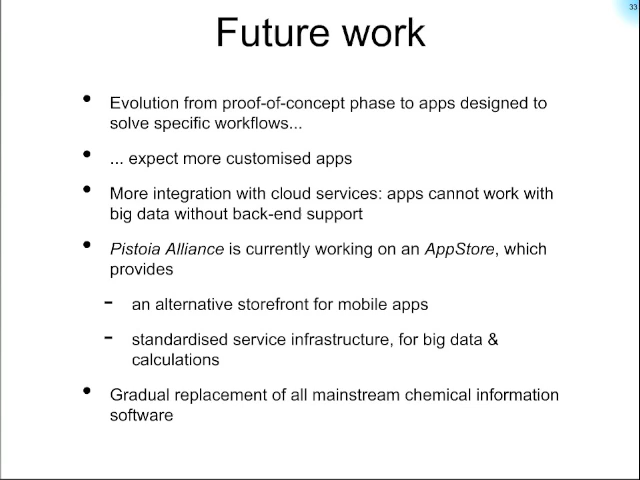 33
Future work
• Evolution from proof-of-concept phase to apps designed to
solve specific workflows...
• ... expect more customised apps
• More integration with cloud services: apps cannot work with
big data without back-end support
• Pistoia Alliance is currently working on an AppStore, which
provides
- an alternative storefront for mobile apps
- standardised service infrastructure, for big data &
calculations
• Gradual replacement of all mainstream chemical information
software